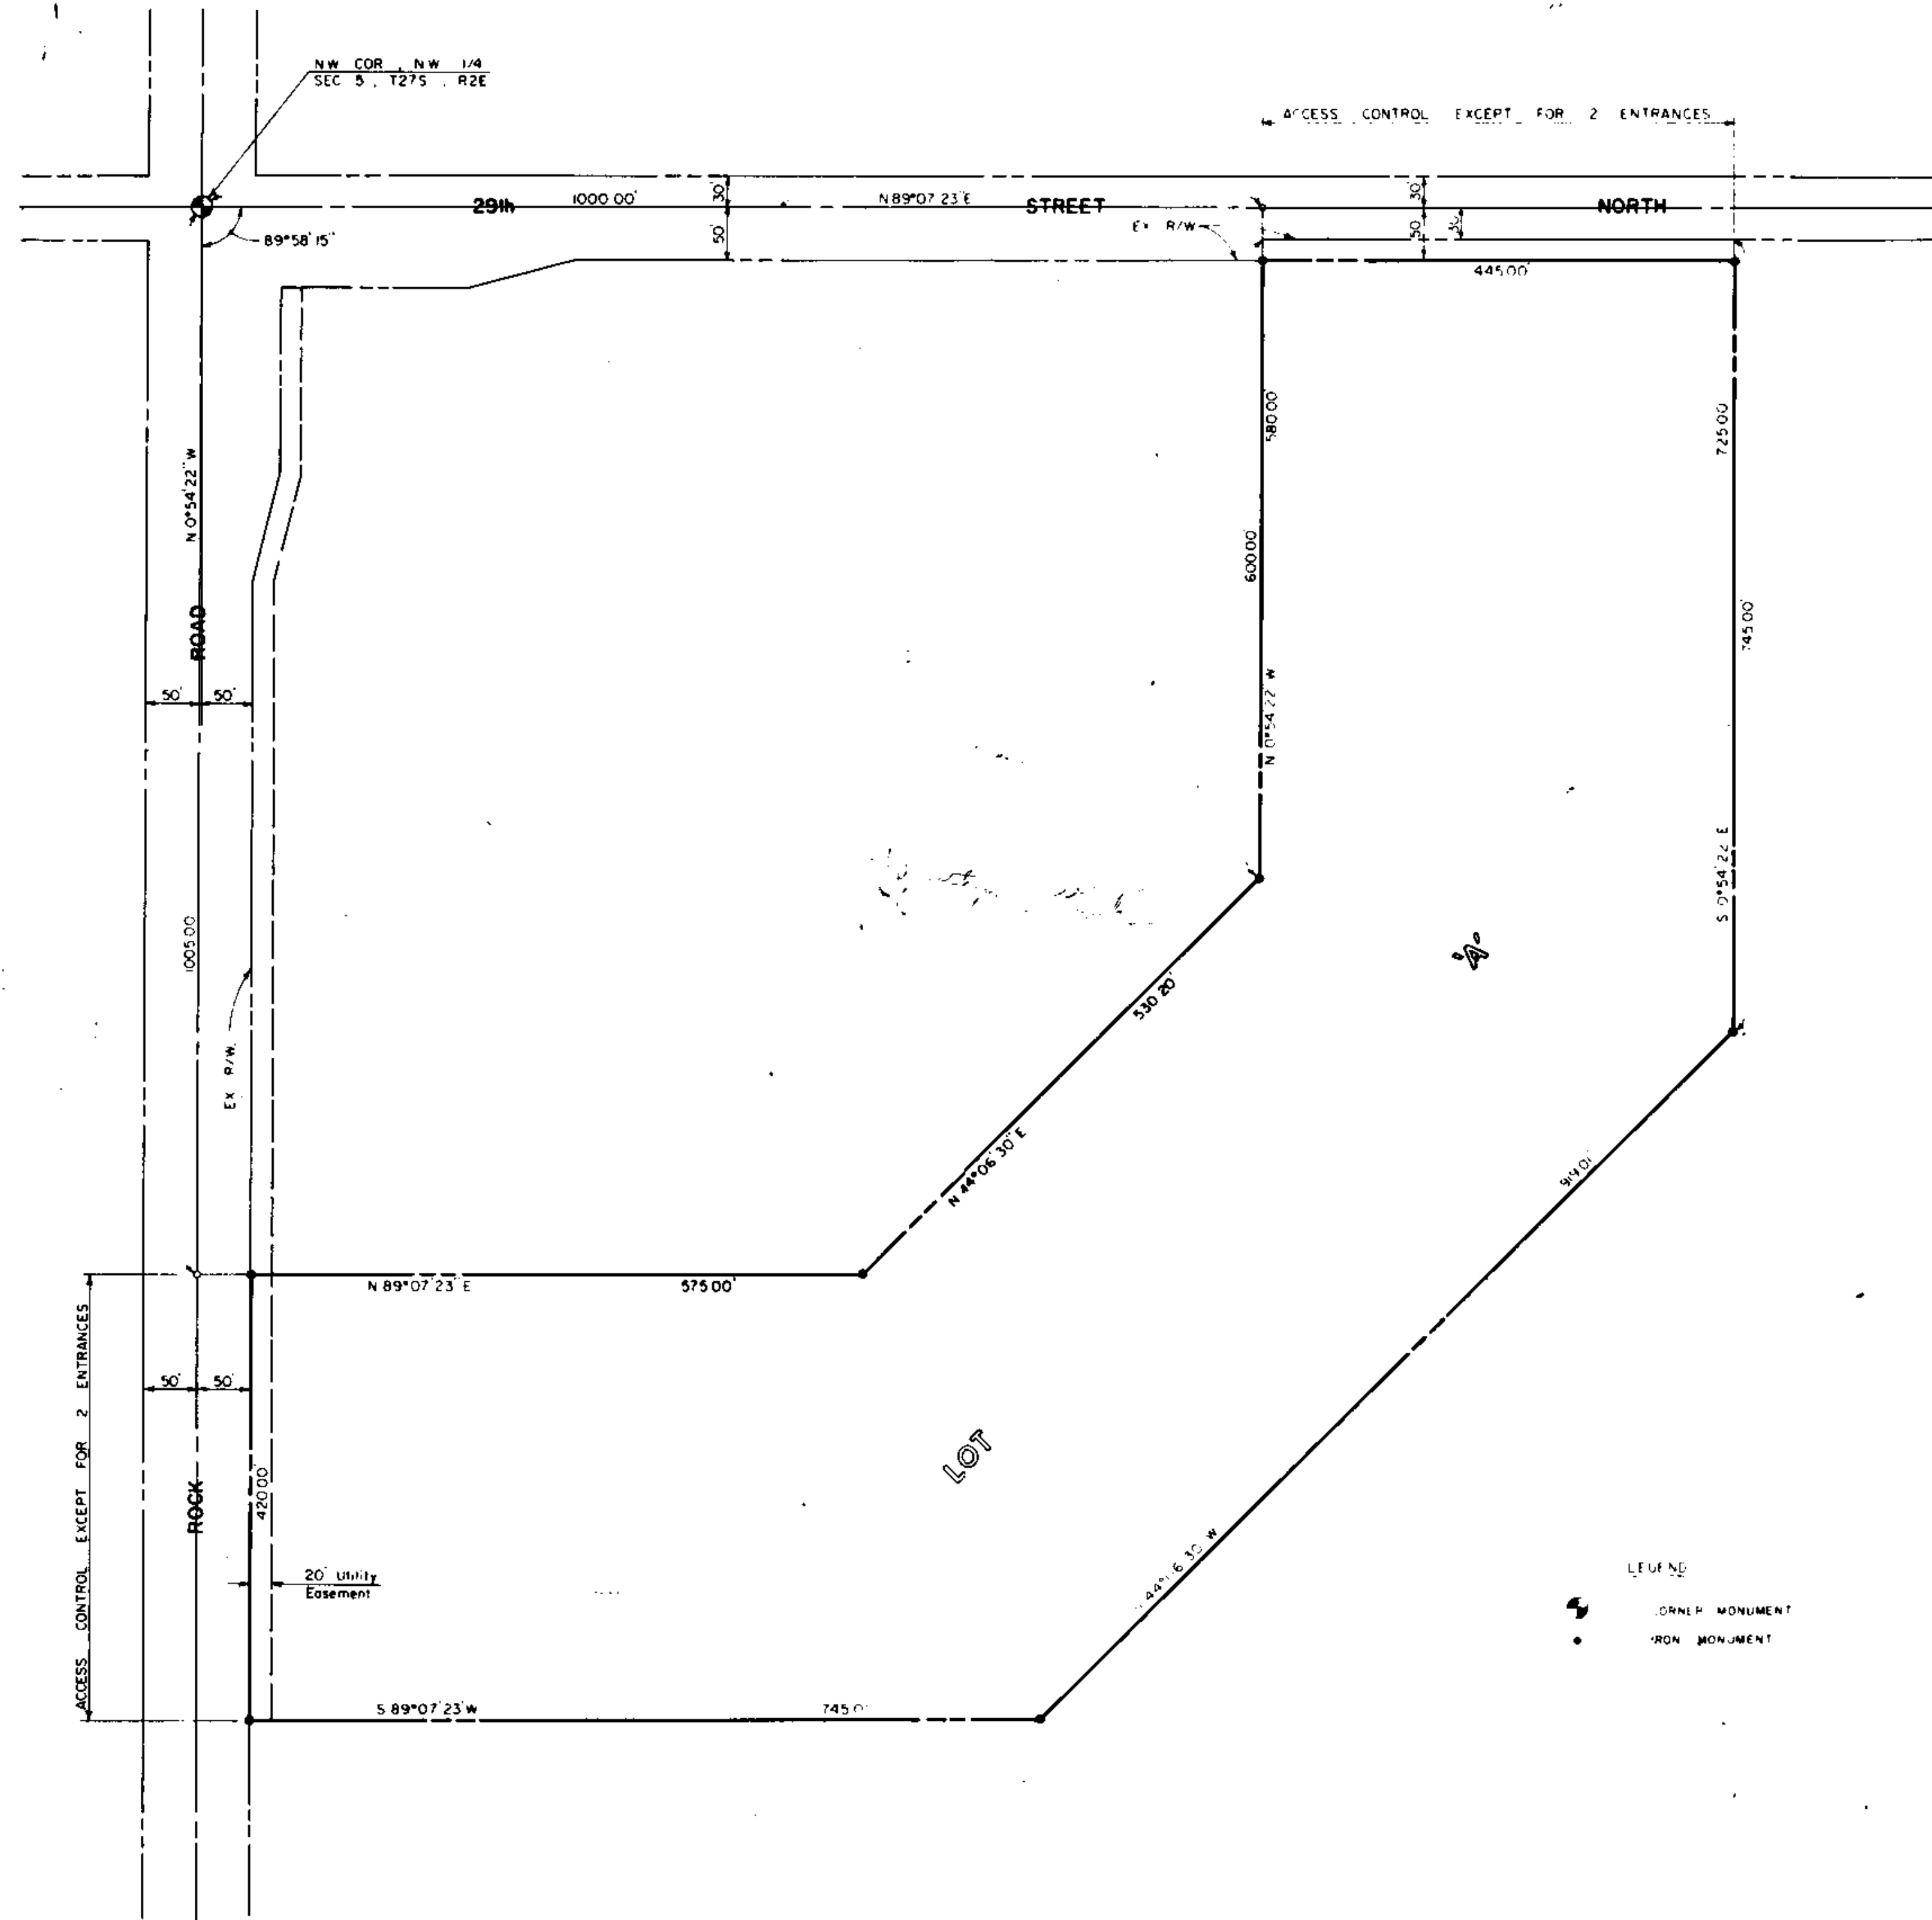 NW COR , NW 1/4
SEC 5 , T27S , R2E
ACCESS CONTROL EXCEPT FOR 2 ENTRANCES
29th 1000.00' 30' N 89°07'23"E STREET 30' NORTH
50' EX R/W 50 30'
89°58'15"
445.00'
580.00'
725.00
N 0°54'22" W
600.00'
745.00'
ROAD
50' 50'
N 0°54'22" W
S 0°54'22" E
1005.00
"A"
530.20'
EX R/W
N 44°06'30" E
919.01'
N 89°07'23" E 575.00'
ACCESS CONTROL EXCEPT FOR 2 ENTRANCES
50' 50'
LOT
420.00'
ROCK
44° 6 30 W
20' Utility
Easement
LEGEND
CORNER MONUMENT
IRON MONUMENT
S 89°07'23" W 745.0